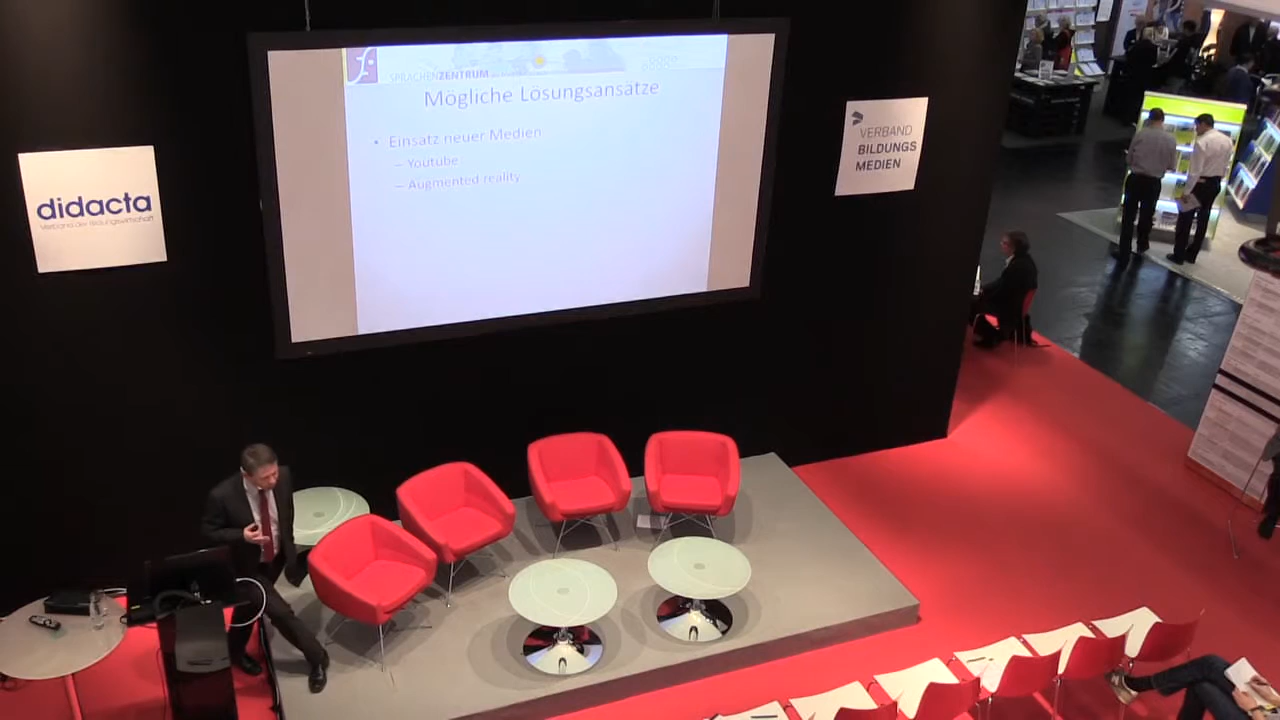 SPRACHENZENTRUM
Mögliche Lösungsansätze
• Einsatz neuer Medien
– Youtube
– Augmented reality
didacta
Verband der Bildungswirtschaft
VERBAND
BILDUNGS
MEDIEN